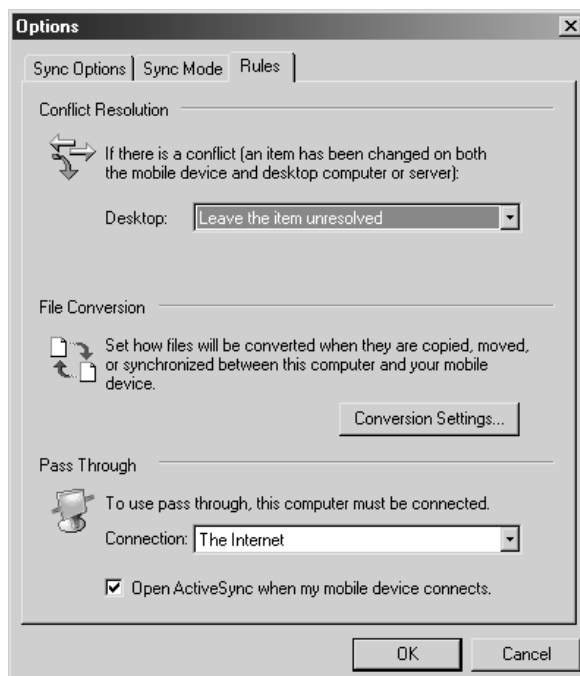 Options
Sync Options
Sync Mode
Rules
Conflict Resolution
If there is a conflict (an item has been changed on both
the mobile device and desktop computer or server):
Desktop: Leave the item unresolved
File Conversion
Set how files will be converted when they are copied, moved,
or synchronized between this computer and your mobile
device.
Conversion Settings...
Pass Through
To use pass through, this computer must be connected.
Connection: The Internet
Open ActiveSync when my mobile device connects.
OK
Cancel